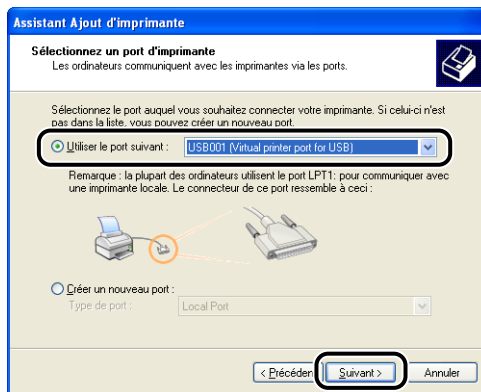 Assistant Ajout d'imprimante
Sélectionnez un port d'imprimante
Les ordinateurs communiquent avec les imprimantes via les ports.
Sélectionnez le port auquel vous souhaitez connecter votre imprimante. Si celui-ci n'est
pas dans la liste, vous pouvez créer un nouveau port.
Utiliser le port suivant : USB001 (Virtual printer port for USB)
Remarque : la plupart des ordinateurs utilisent le port LPT1: pour communiquer avec
une imprimante locale. Le connecteur de ce port ressemble à ceci :
Créer un nouveau port :
Type de port : Local Port
< Précéden Suivant > Annuler